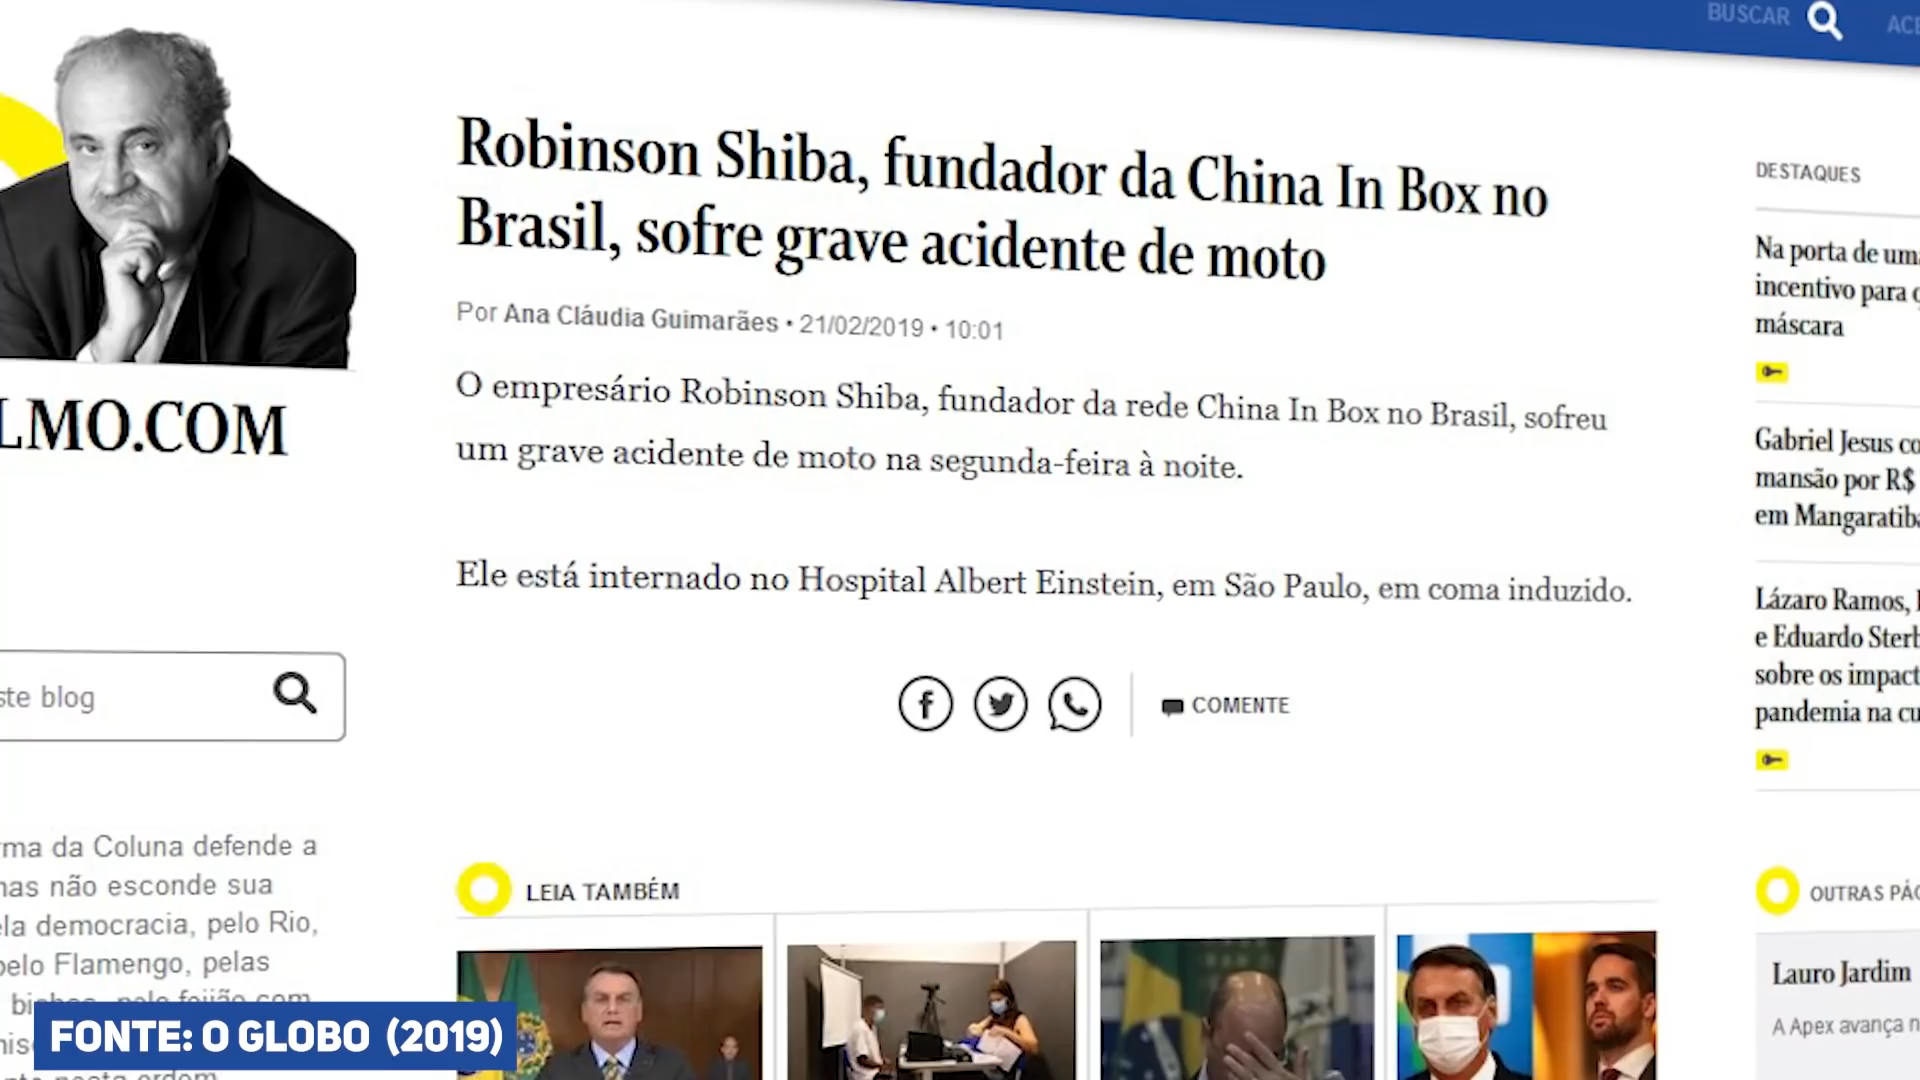 BUSCAR
Robinson Shiba, fundador da China In Box no
Brasil, sofre grave acidente de moto
Por Ana Cláudia Guimarães • 21/02/2019 • 10:01
O empresário Robinson Shiba, fundador da rede China In Box no Brasil, sofreu
um grave acidente de moto na segunda-feira à noite.
Ele está internado no Hospital Albert Einstein, em São Paulo, em coma induzido.
COMENTE
LMO.COM
ste blog
rma da Coluna defende a
nas não esconde sua
ela democracia, pelo Rio,
pelo Flamengo, pelas
LEIA TAMBÉM
DESTAQUES
Na porta de uma
incentivo para
máscara
Gabriel Jesus co
mansão por R$
em Mangaratiba
Lázaro Ramos,
e Eduardo Sterb
sobre os impact
pandemia na cu
OUTRAS PÁG
Lauro Jardim
A Apex avança n
FONTE: O GLOBO (2019)